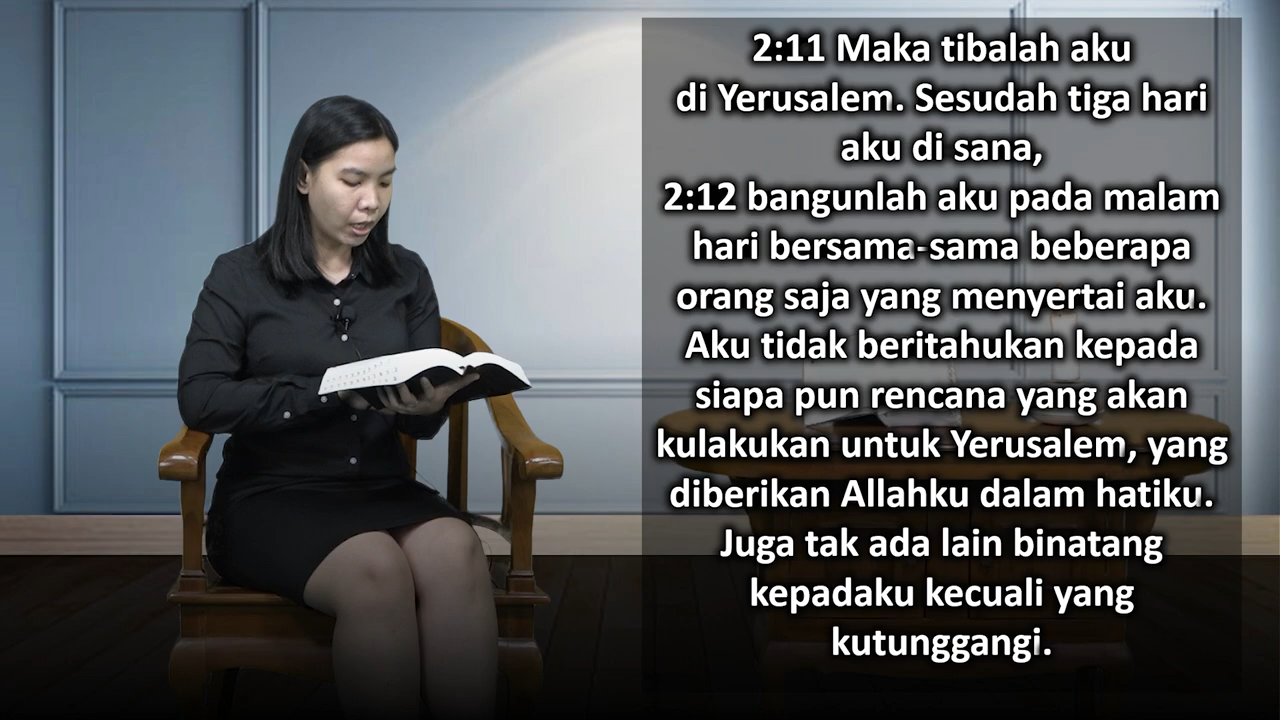 2:11 Maka tibalah aku
di Yerusalem. Sesudah tiga hari
aku di sana,
2:12 bangunlah aku pada malam
hari bersama-sama beberapa
orang saja yang menyertai aku.
Aku tidak beritahukan kepada
siapa pun rencana yang akan
kulakukan untuk Yerusalem, yang
diberikan Allahku dalam hatiku.
Juga tak ada lain binatang
kepadaku kecuali yang
kutunggangi.